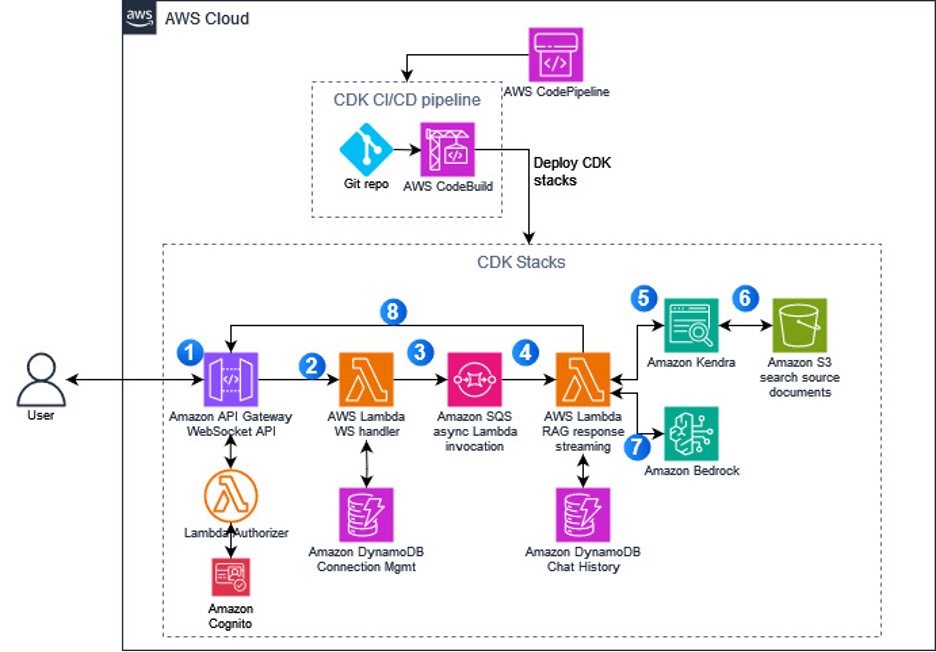 aws
AWS Cloud
AWS CodePipeline
CDK CI/CD pipeline
Git repo
AWS CodeBuild
Deploy CDK
stacks
CDK Stacks
8
5
6
1
2
3
4
Amazon Kendra
Amazon S3
search source
documents
User
Amazon API Gateway
WebSocket API
AWS Lambda
WS handler
Amazon SQS
async Lambda
invocation
AWS Lambda
RAG response
streaming
7
Amazon Bedrock
Lambda Authorizer
Amazon DynamoDB
Connection Mgmt
Amazon DynamoDB
Chat History
Amazon
Cognito